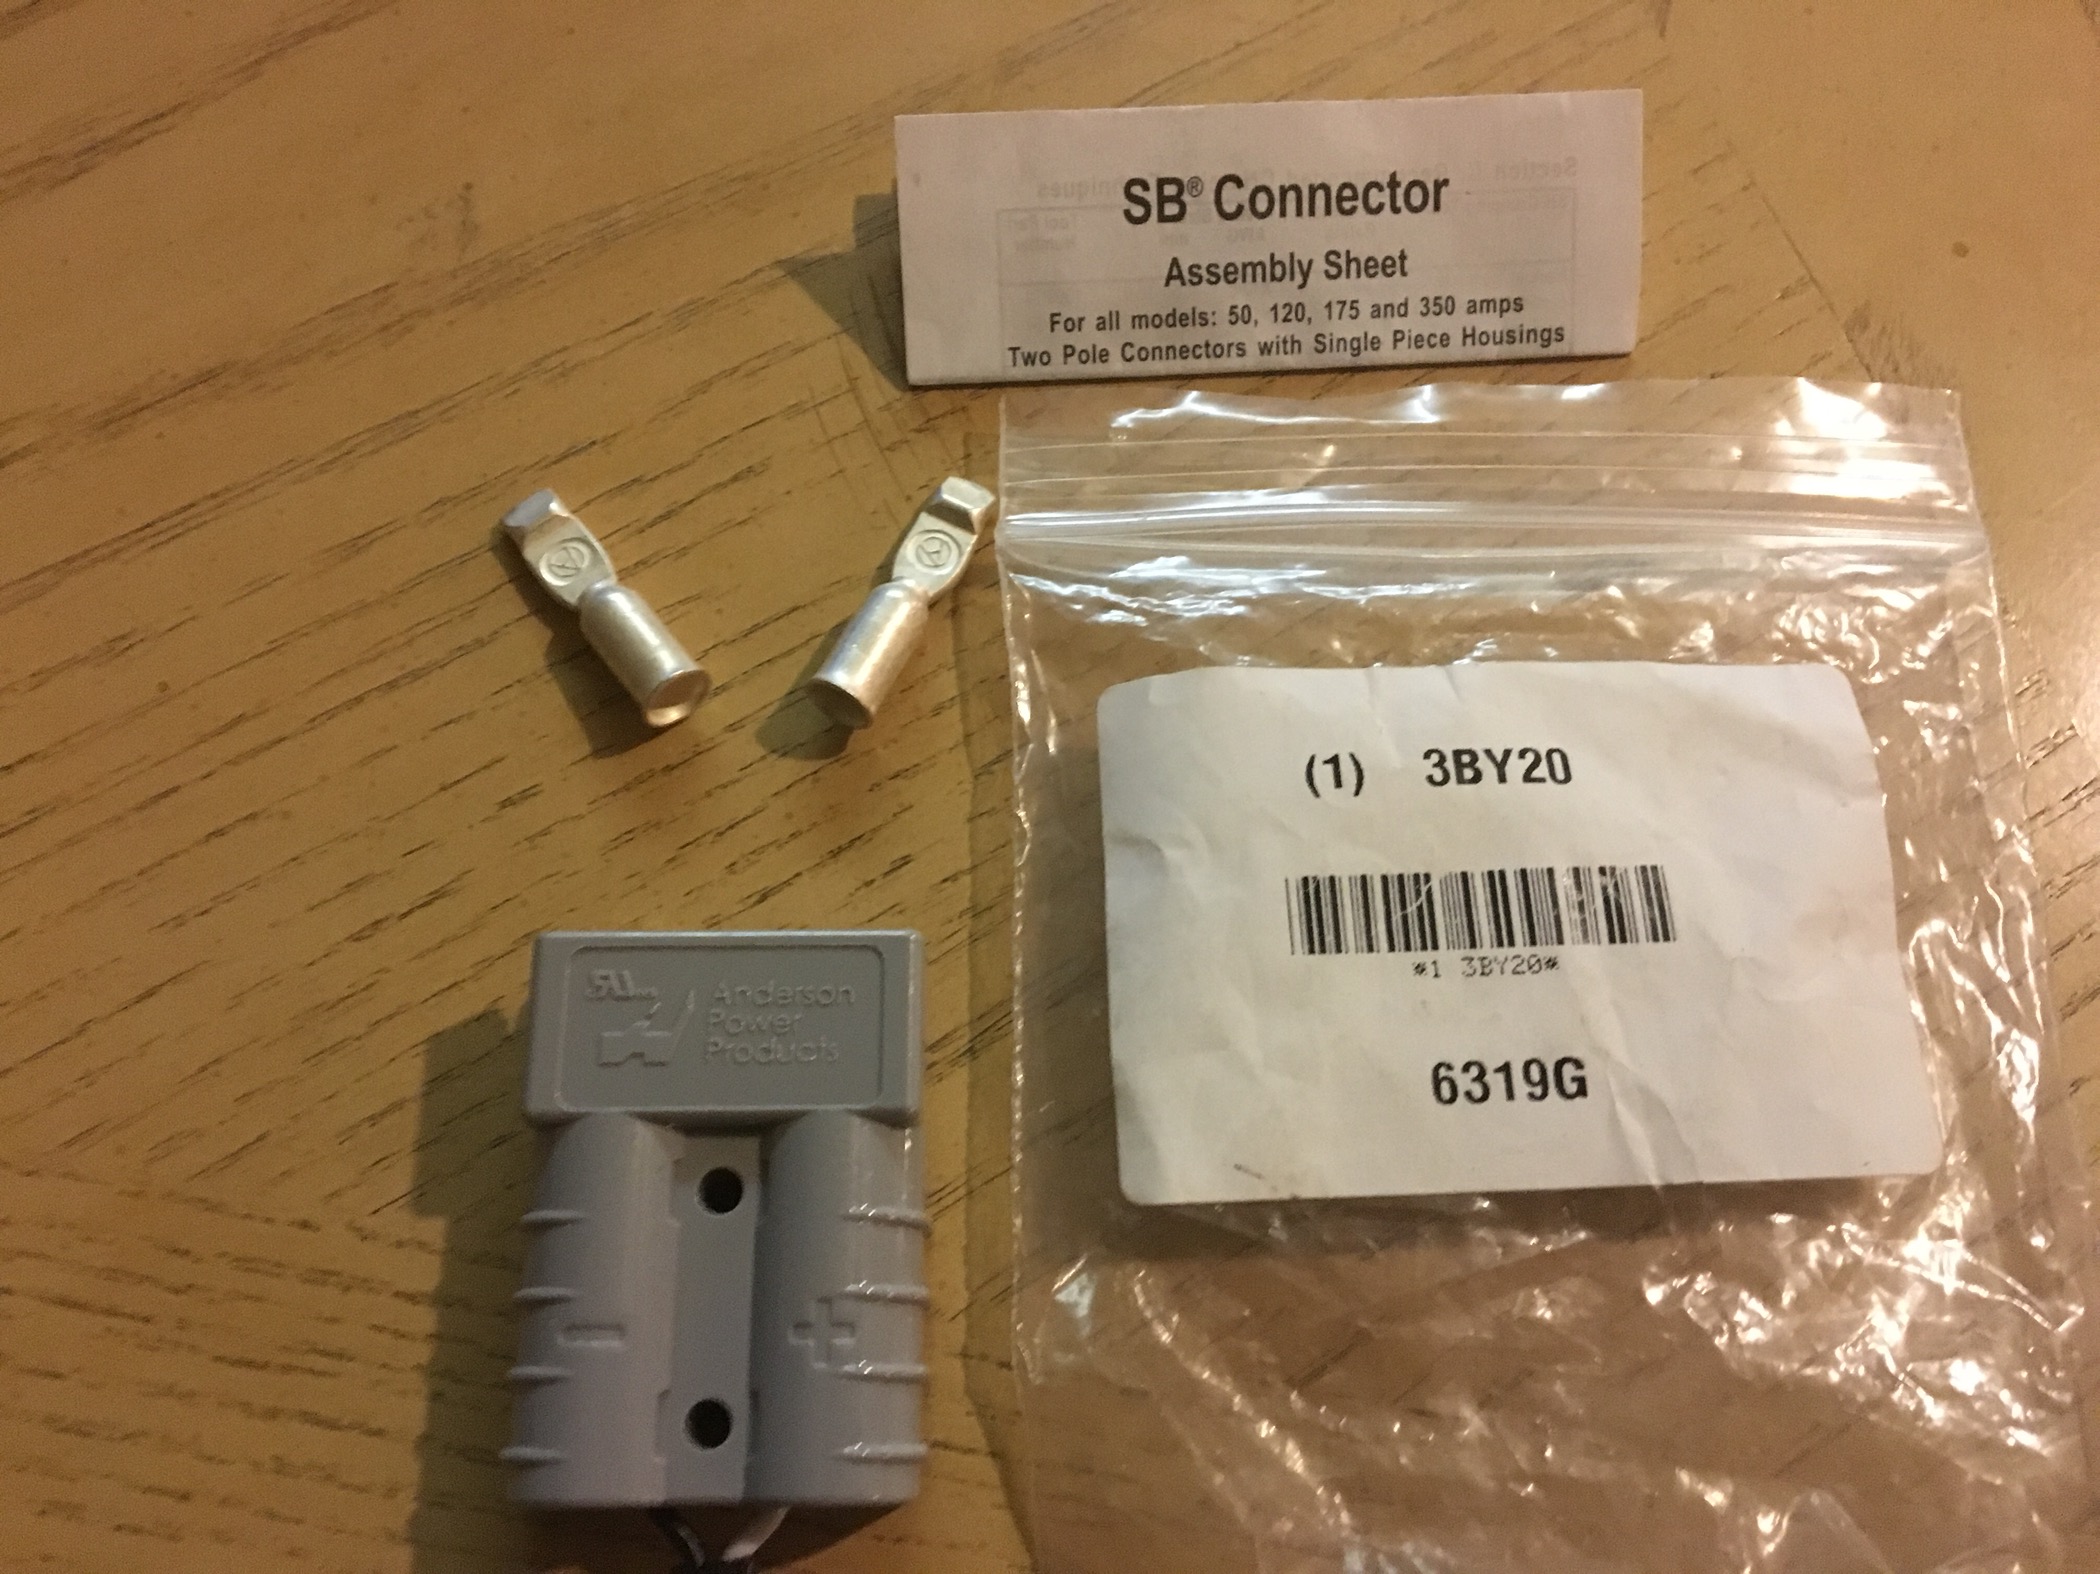 SB® Connector
Assembly Sheet
For all models: 50, 120, 175 and 350 amps
Two Pole Connectors with Single Piece Housings
(1) 3BY20
*1 3BY20*
6319G
Anderson
Power
Products
- +